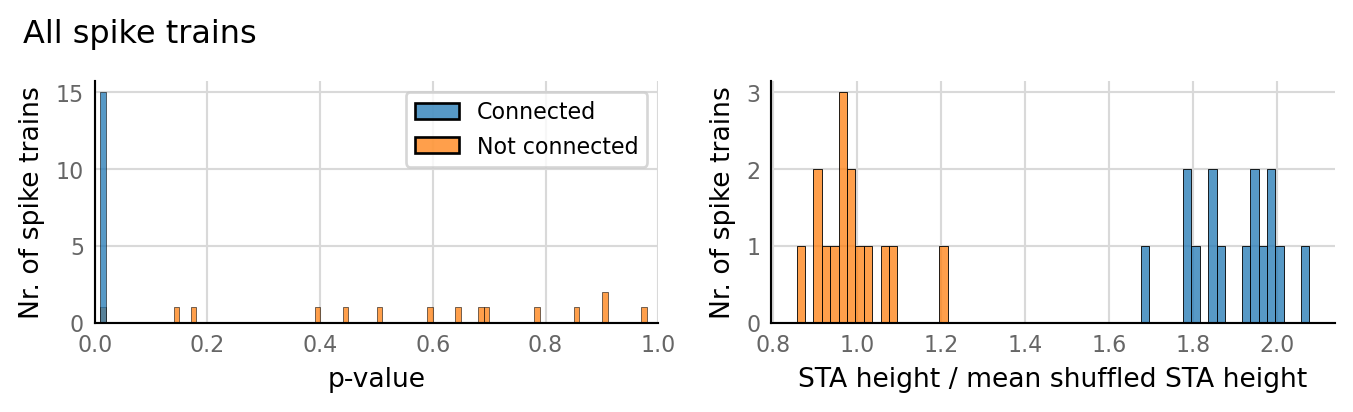 All spike trains
Nr. of spike trains
15
10
5
0
0.0 0.2 0.4 0.6 0.8 1.0
p-value
Connected
Not connected
Nr. of spike trains
3
2
1
0
0.8 1.0 1.2 1.4 1.6 1.8 2.0
STA height / mean shuffled STA height